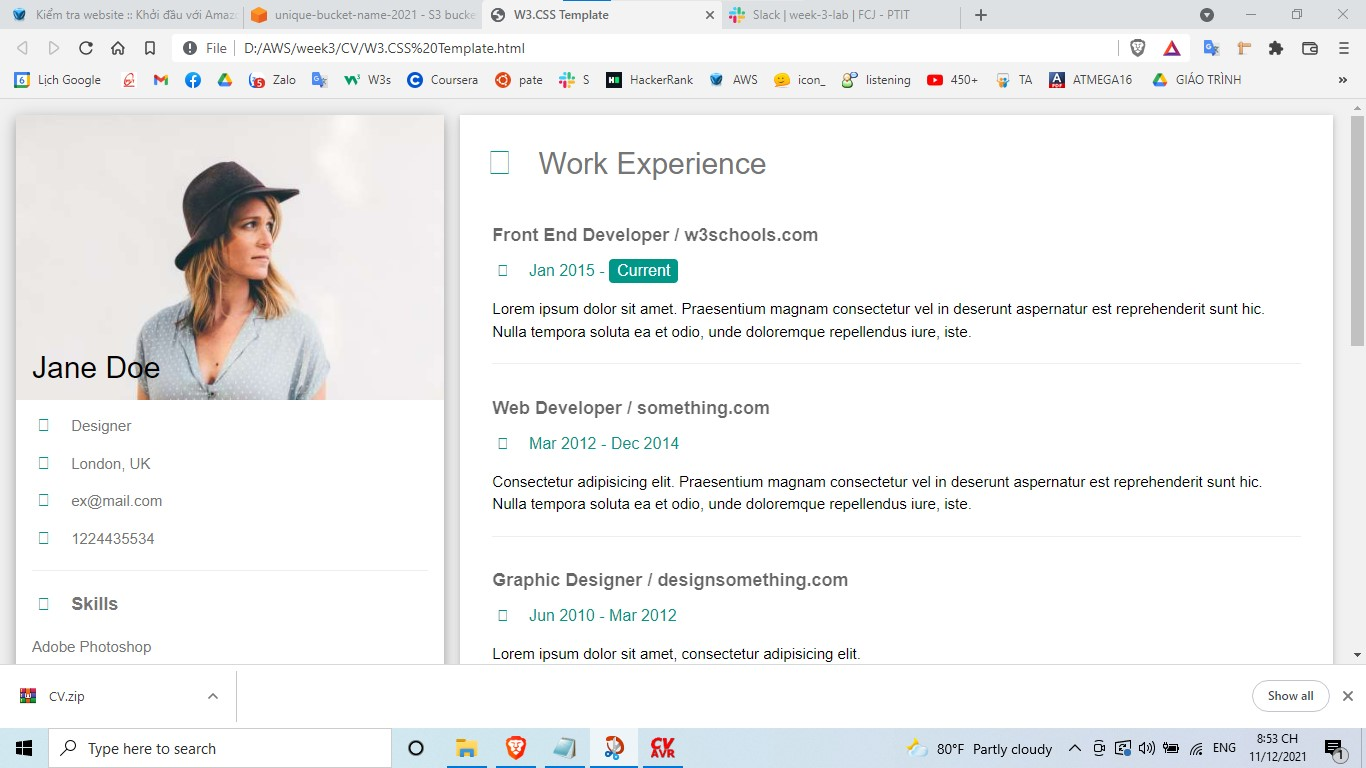 Kiểm tra website :: Khởi đầu với Amaz
unique-bucket-name-2021 - S3 bucke
W3.CSS Template
Slack | week-3-lab | FCJ - PTIT
File
D:/AWS/week3/CV/W3.CSS%20Template.html
6 Lịch Google
Zalo
W3s
Coursera
pate
S
HackerRank
AWS
icon_
listening
450+
TA
ATMEGA16
GIÁO TRÌNH
»
Work Experience
Front End Developer / w3schools.com
Jan 2015 - Current
Lorem ipsum dolor sit amet. Praesentium magnam consectetur vel in deserunt aspernatur est reprehenderit sunt hic.
Nulla tempora soluta ea et odio, unde doloremque repellendus iure, iste.
Jane Doe
Designer
London, UK
ex@mail.com
1224435534
Skills
Adobe Photoshop
Web Developer / something.com
Mar 2012 - Dec 2014
Consectetur adipisicing elit. Praesentium magnam consectetur vel in deserunt aspernatur est reprehenderit sunt hic.
Nulla tempora soluta ea et odio, unde doloremque repellendus iure, iste.
Graphic Designer / designsomething.com
Jun 2010 - Mar 2012
Lorem ipsum dolor sit amet, consectetur adipisicing elit.
CV.zip
Show all
Type here to search
CV
AVR
80°F Partly cloudy
ENG
8:53 CH
11/12/2021
1